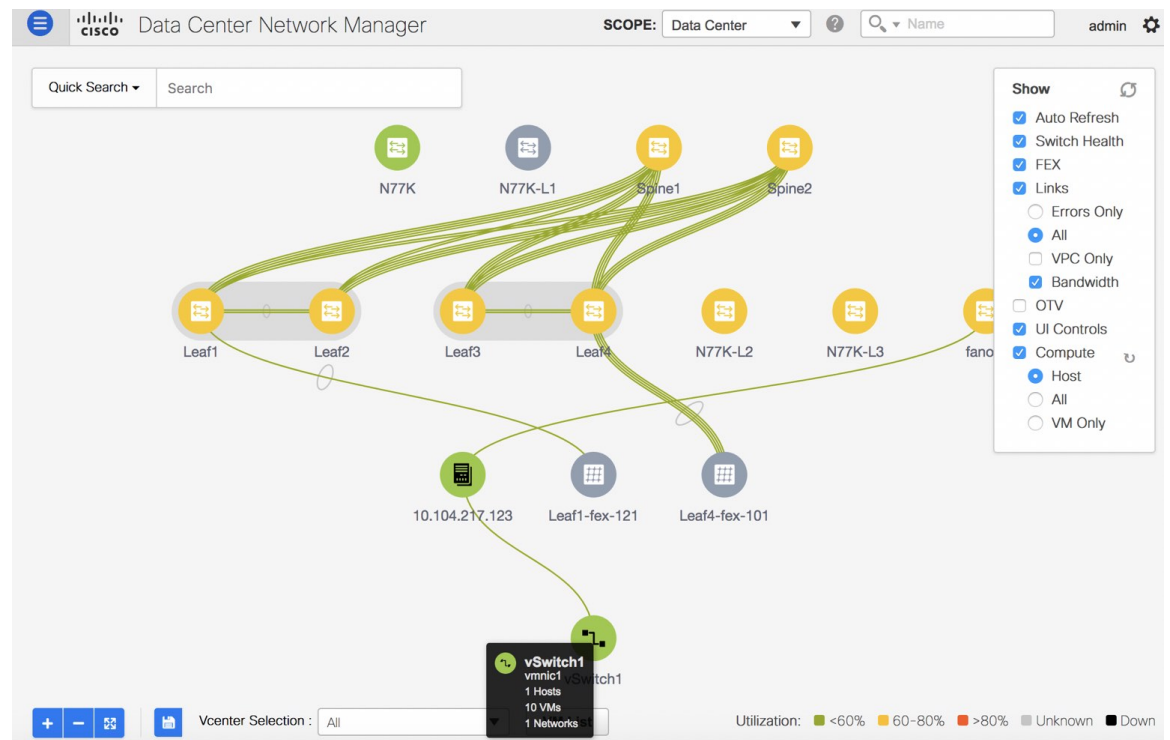 cisco
Data Center Network Manager
SCOPE:
Data Center
?
Name
admin
Quick Search
Search
Show
Auto Refresh
Switch Health
FEX
Links
Errors Only
All
VPC Only
Bandwidth
OTV
UI Controls
Compute
Host
All
VM Only
N77K
N77K-L1
Spine1
Spine2
Leaf1
Leaf2
Leaf3
Leaf4
N77K-L2
N77K-L3
fano
10.104.217.123
Leaf1-fex-121
Leaf4-fex-101
vSwitch1
vSwitch1
vmnic1
1 Hosts
10 VMs
1 Networks
+
−
Vcenter Selection :
All
Utilization:
<60%
60-80%
>80%
Unknown
Down